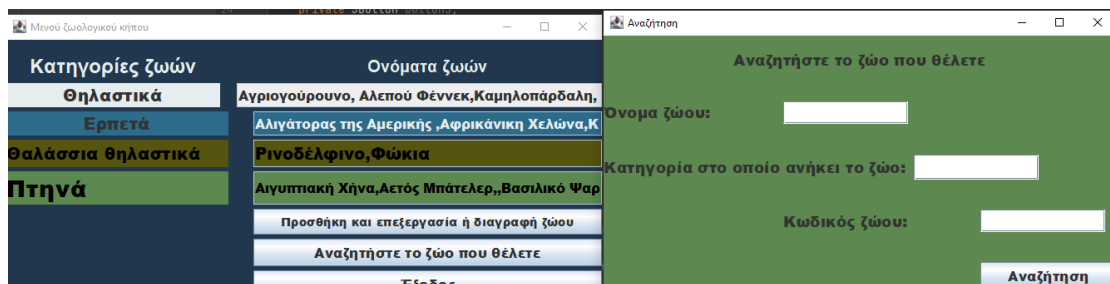 private JButton button3;
Μενού ζωολογικού κήπου
Κατηγορίες ζωών
Ονόματα ζωών
Θηλαστικά
Αγριογούρουνο, Αλεπού Φέννεκ,Καμηλοπάρδαλη,
Ερπετά
Αλιγάτορας της Αμερικής ,Αφρικάνικη Χελώνα,Κ
Θαλάσσια θηλαστικά
Ρινοδέλφινο,Φώκια
Πτηνά
Αιγυπτιακή Χήνα,Αετός Μπάτελερ,,Βασιλικό Ψαρ
Προσθήκη και επεξεργασία ή διαγραφή ζώου
Αναζητήστε το ζώο που θέλετε
Έξοδος
Αναζήτηση
Αναζητήστε το ζώο που θέλετε
Όνομα ζώου:
Κατηγορία στο οποίο ανήκει το ζώο:
Κωδικός ζώου:
Αναζήτηση